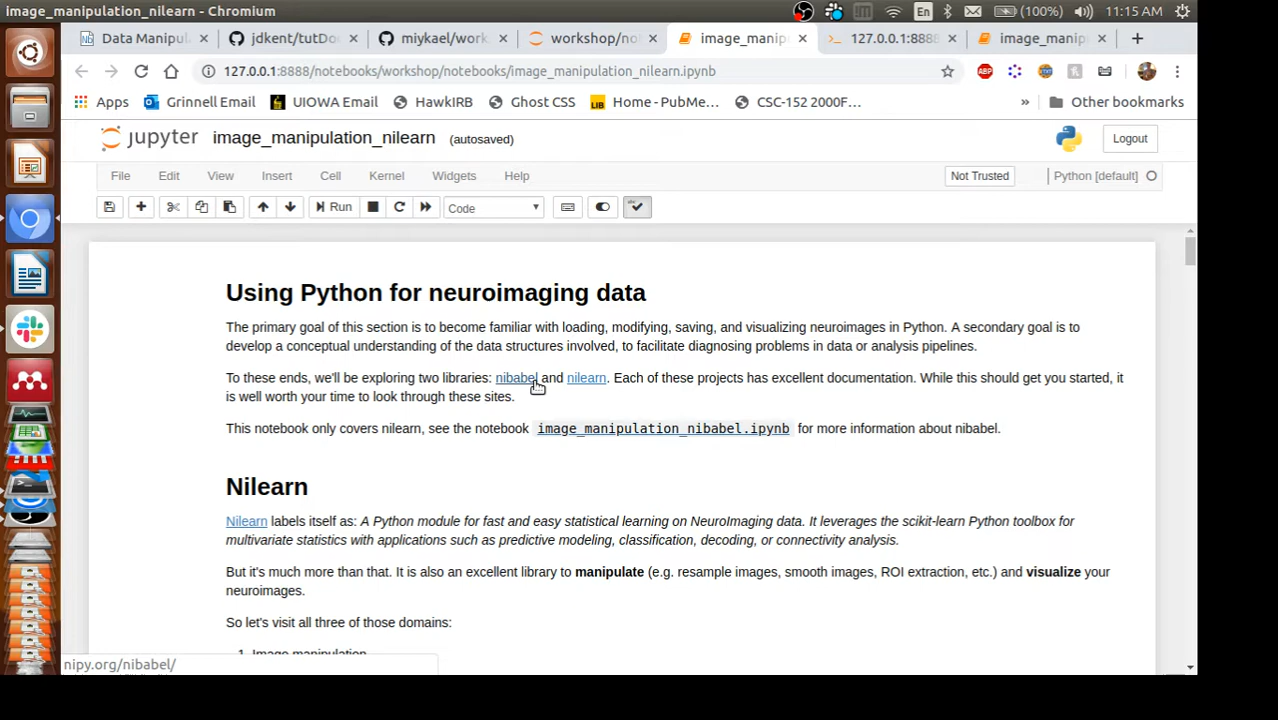 image_manipulation_nilearn - Chromium
En
(100%)
11:15 AM
Data Manipul
jdkent/tutDo
miykael/work
workshop/no
image_manip
127.0.0.1:888
image_manip
127.0.0.1:8888/notebooks/workshop/notebooks/image_manipulation_nilearn.ipynb
ABP
Apps
Grinnell Email
UIOWA Email
HawkIRB
Ghost CSS
LIB
Home - PubMe...
CSC-152 2000F...
»
Other bookmarks
jupyter
image_manipulation_nilearn
(autosaved)
Logout
File
Edit
View
Insert
Cell
Kernel
Widgets
Help
Not Trusted
Python [default]
Run
Code
Using Python for neuroimaging data
The primary goal of this section is to become familiar with loading, modifying, saving, and visualizing neuroimages in Python. A secondary goal is to
develop a conceptual understanding of the data structures involved, to facilitate diagnosing problems in data or analysis pipelines.
To these ends, we'll be exploring two libraries: nibabel and nilearn. Each of these projects has excellent documentation. While this should get you started, it
is well worth your time to look through these sites.
This notebook only covers nilearn, see the notebook image_manipulation_nibabel.ipynb for more information about nibabel.
Nilearn
Nilearn labels itself as: A Python module for fast and easy statistical learning on NeuroImaging data. It leverages the scikit-learn Python toolbox for
multivariate statistics with applications such as predictive modeling, classification, decoding, or connectivity analysis.
But it's much more than that. It is also an excellent library to manipulate (e.g. resample images, smooth images, ROI extraction, etc.) and visualize your
neuroimages.
So let's visit all three of those domains:
1. Image manipulation
nipy.org/nibabel/